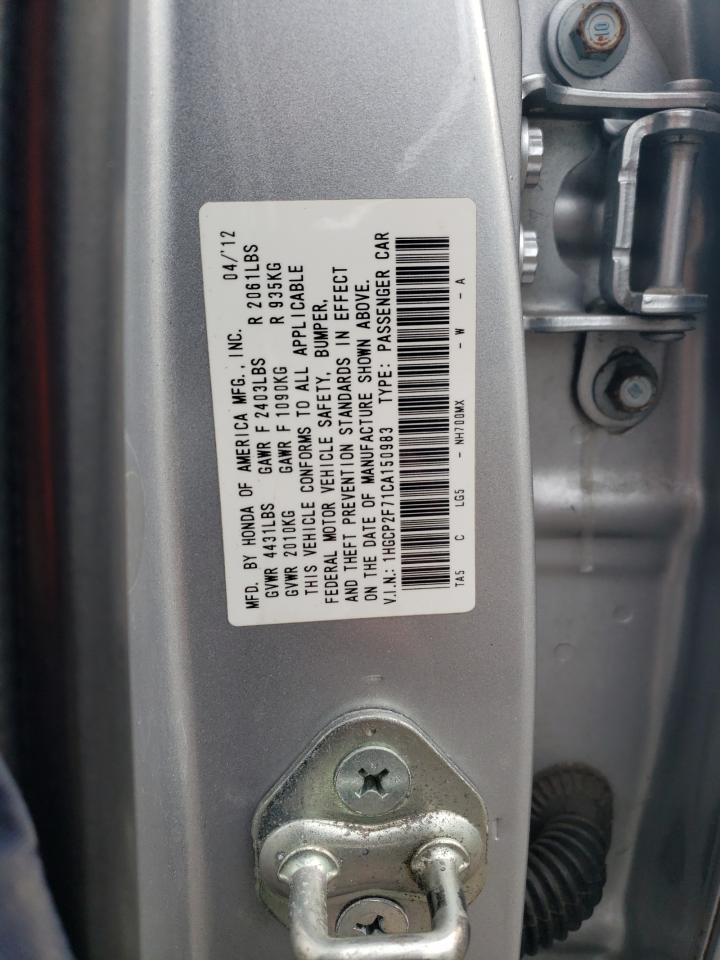 MFD. BY HONDA OF AMERICA MFG., INC. 04/'12
GVWR 4431LBS GAWR F 2403LBS R 2061LBS
GVWR 2010KG GAWR F 1090KG R 935KG
THIS VEHICLE CONFORMS TO ALL APPLICABLE
FEDERAL MOTOR VEHICLE SAFETY, BUMPER,
AND THEFT PREVENTION STANDARDS IN EFFECT
ON THE DATE OF MANUFACTURE SHOWN ABOVE.
V.I.N.: 1HGCP2F71CA150983 TYPE: PASSENGER CAR
TA5 C LG5 - NH700MX - W - A
10